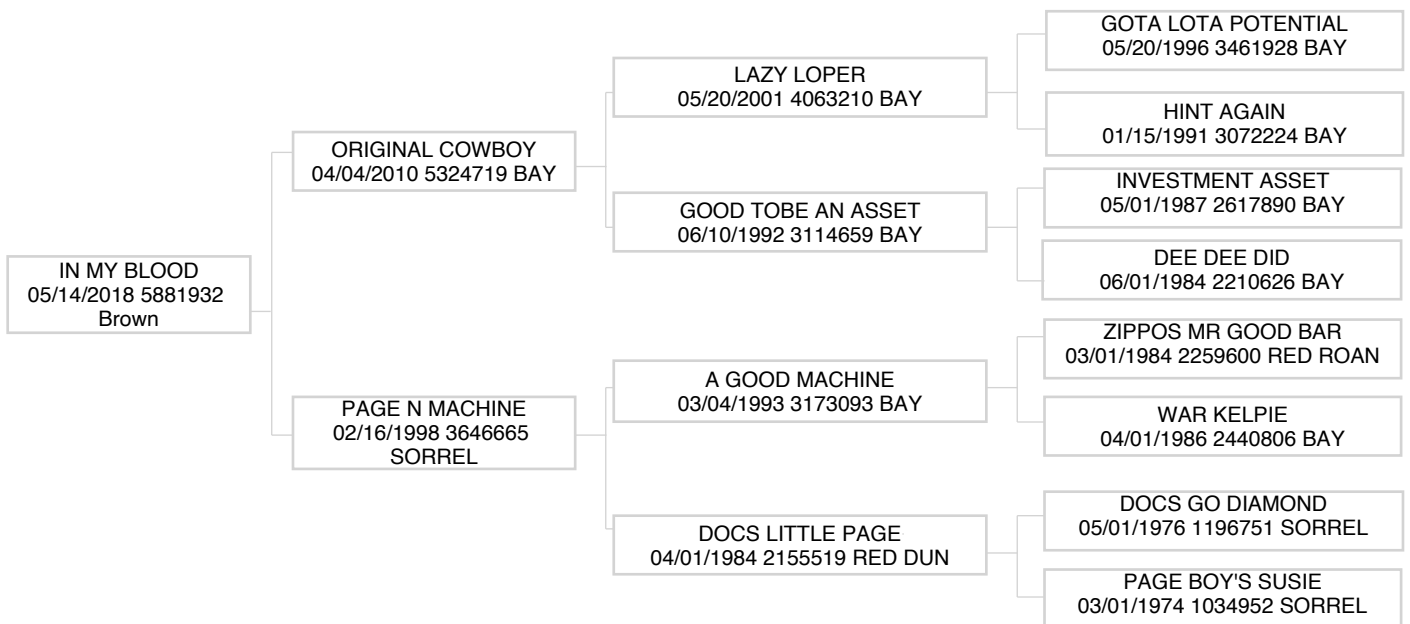 IN MY BLOOD
05/14/2018 5881932
Brown
ORIGINAL COWBOY
04/04/2010 5324719 BAY
PAGE N MACHINE
02/16/1998 3646665
SORREL
LAZY LOPER
05/20/2001 4063210 BAY
GOOD TOBE AN ASSET
06/10/1992 3114659 BAY
A GOOD MACHINE
03/04/1993 3173093 BAY
DOCS LITTLE PAGE
04/01/1984 2155519 RED DUN
GOTA LOTA POTENTIAL
05/20/1996 3461928 BAY
HINT AGAIN
01/15/1991 3072224 BAY
INVESTMENT ASSET
05/01/1987 2617890 BAY
DEE DEE DID
06/01/1984 2210626 BAY
ZIPPOS MR GOOD BAR
03/01/1984 2259600 RED ROAN
WAR KELPIE
04/01/1986 2440806 BAY
DOCS GO DIAMOND
05/01/1976 1196751 SORREL
PAGE BOY'S SUSIE
03/01/1974 1034952 SORREL